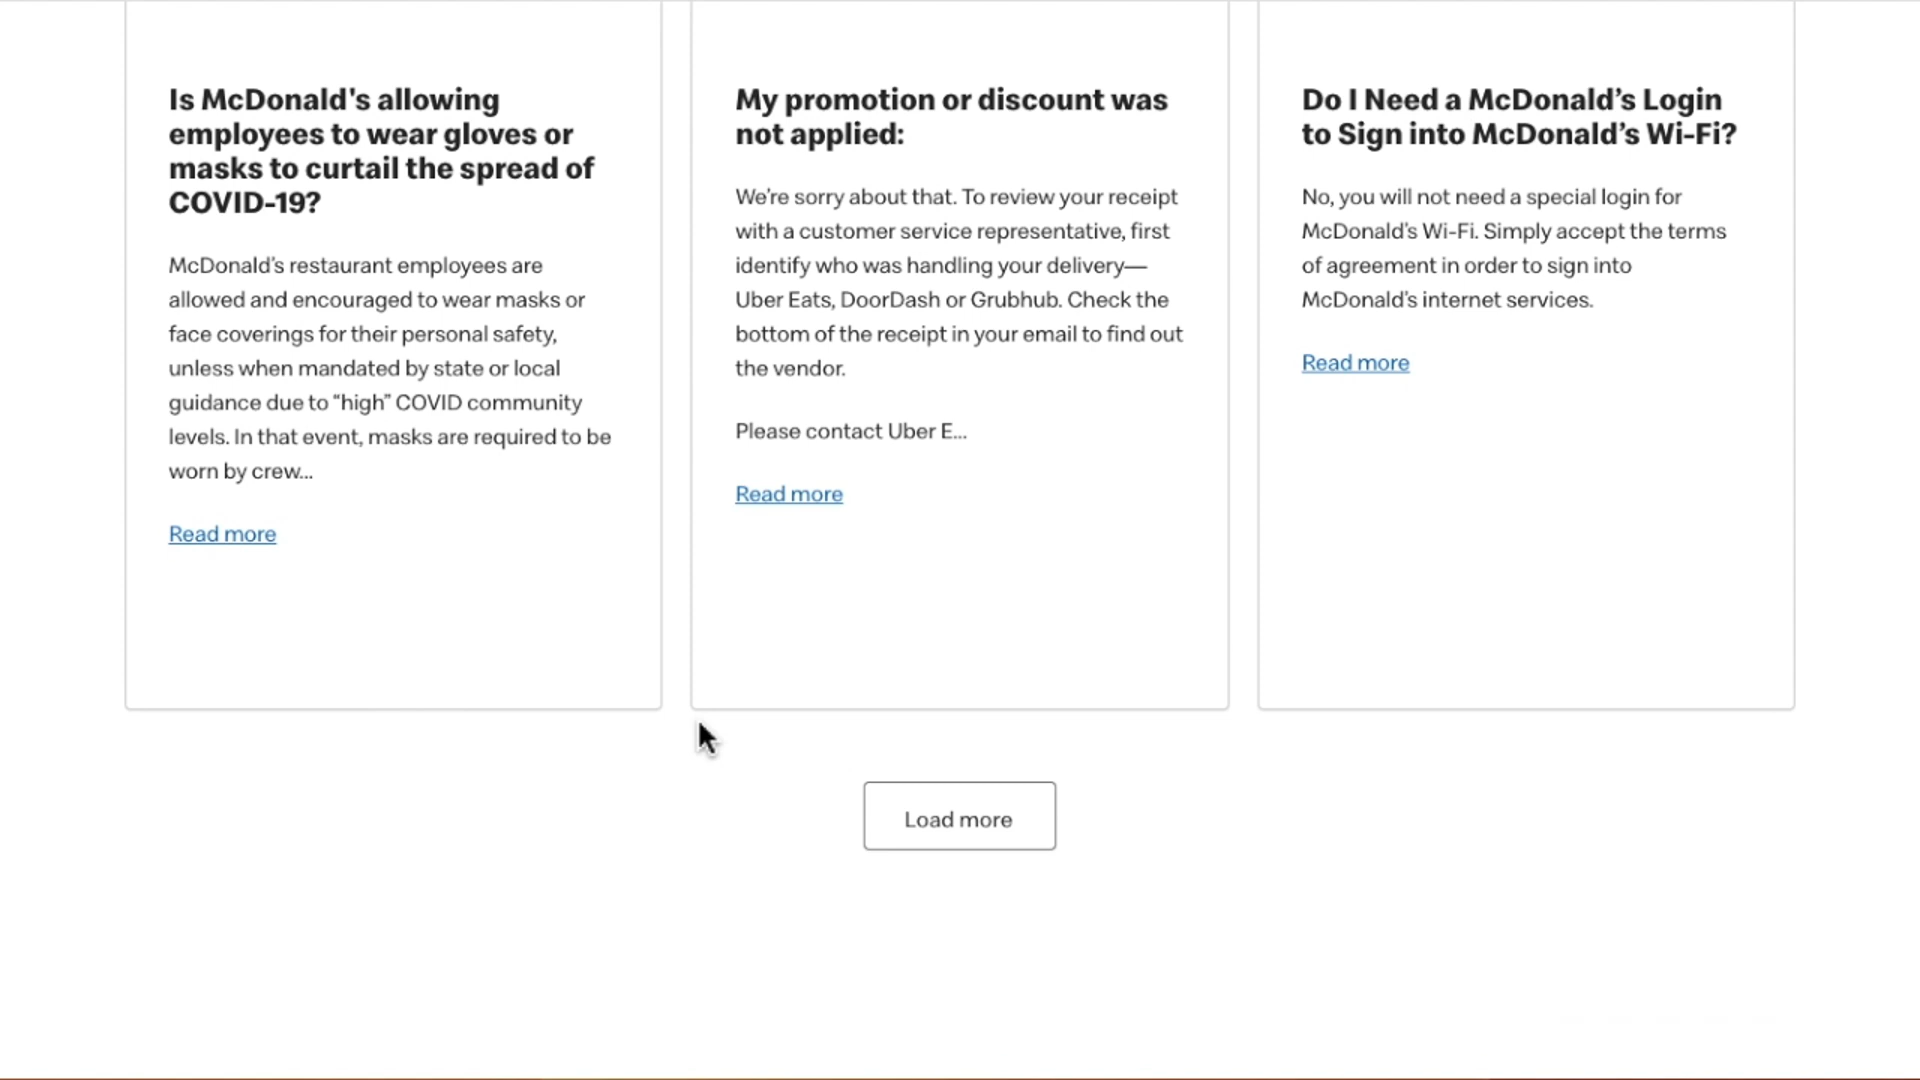 Is McDonald's allowing
employees to wear gloves or
masks to curtail the spread of
COVID-19?
McDonald's restaurant employees are
allowed and encouraged to wear masks or
face coverings for their personal safety,
unless when mandated by state or local
guidance due to “high” COVID community
levels. In that event, masks are required to be
worn by crew...
Read more
My promotion or discount was
not applied:
We’re sorry about that. To review your receipt
with a customer service representative, first
identify who was handling your delivery—
Uber Eats, DoorDash or Grubhub. Check the
bottom of the receipt in your email to find out
the vendor.
Please contact Uber E...
Read more
Do I Need a McDonald’s Login
to Sign into McDonald’s Wi-Fi?
No, you will not need a special login for
McDonald’s Wi-Fi. Simply accept the terms
of agreement in order to sign into
McDonald’s internet services.
Read more
Load more